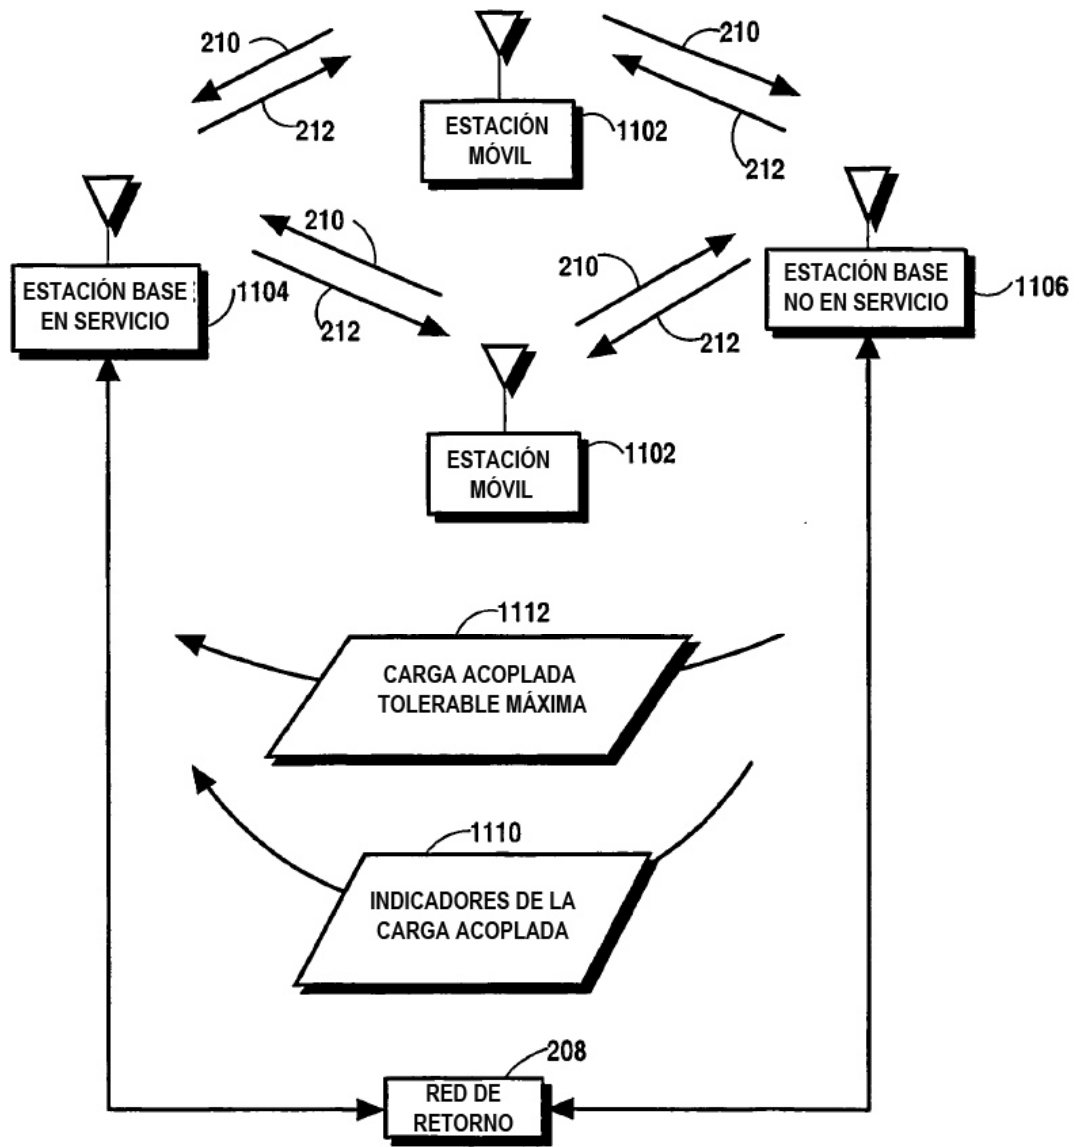 210
210
212
ESTACIÓN
MÓVIL
1102
212
210
210
ESTACIÓN BASE
EN SERVICIO
1104
212
212
ESTACIÓN BASE
NO EN SERVICIO
1106
ESTACIÓN
MÓVIL
1102
1112
CARGA ACOPLADA
TOLERABLE MÁXIMA
1110
INDICADORES DE LA
CARGA ACOPLADA
208
RED DE
RETORNO